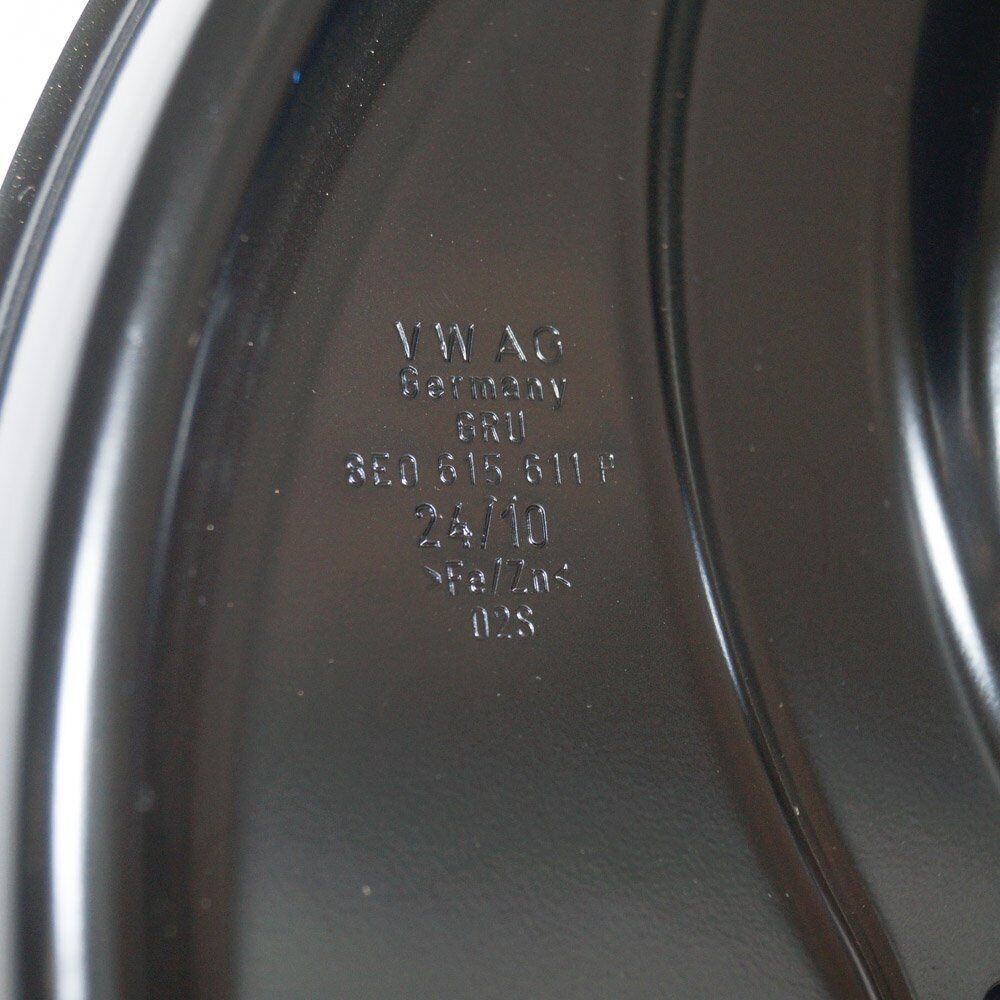 VW AG
Germany
GRU
8E0 615 611 P
24/10
>Fe/Zn<
02S